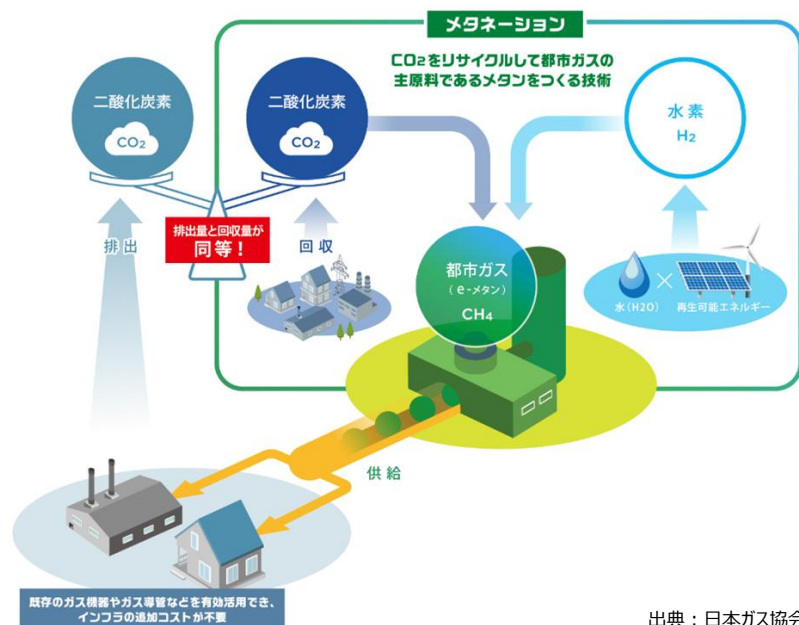 メタネーション
CO2をリサイクルして都市ガスの
主原料であるメタンをつくる技術
二酸化炭素
CO2
二酸化炭素
CO2
水素
H2
排出量と回収量が
同等！
排出
回収
都市ガス
(e-メタン)
CH4
水(H2O)
再生可能エネルギー
供給
既存のガス機器やガス導管などを有効活用でき、
インフラの追加コストが不要
出典：日本ガス協会